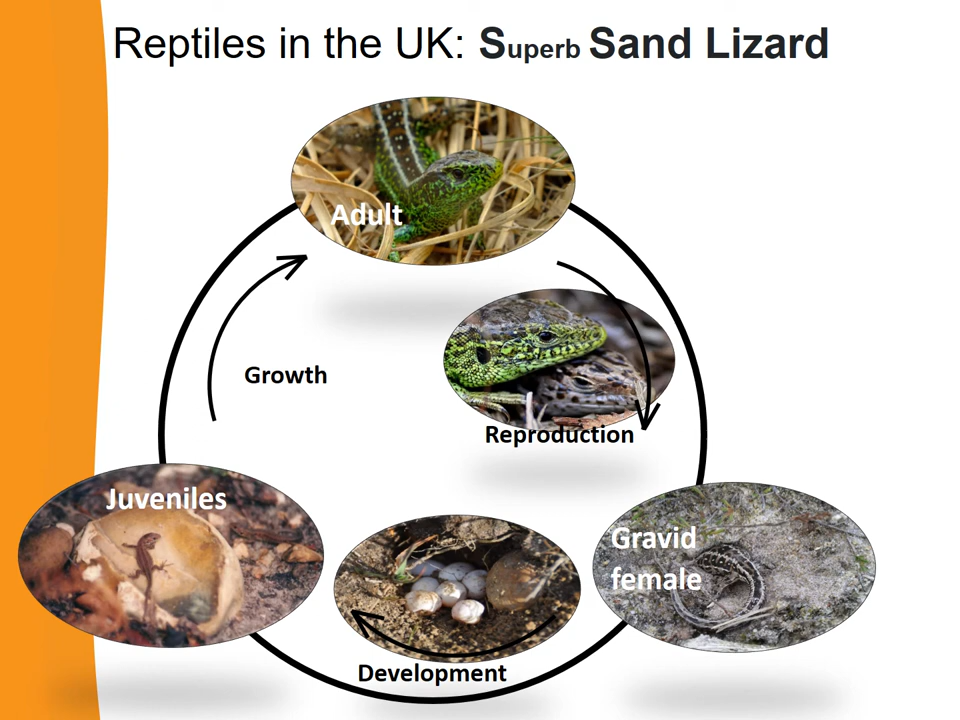 Reptiles in the UK: Superb Sand Lizard
Adult
Growth
Reproduction
Juveniles
Gravid
female
Development